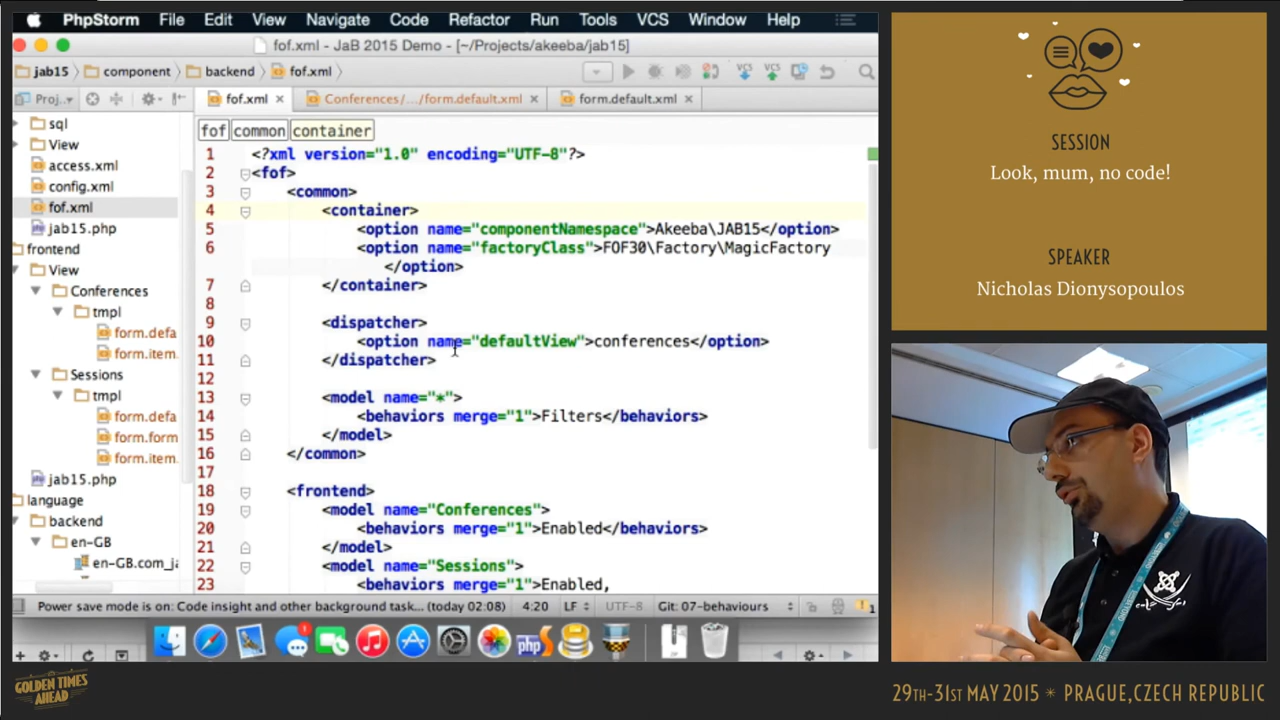 PhpStorm File Edit View Navigate Code Refactor Run Tools VCS Window Help
fof.xml - JaB 2015 Demo - [~/Projects/akeeba/jab15]
jab15 component backend fof.xml
Proj.. fof.xml Conferences/.../form.default.xml form.default.xml
sql
View
access.xml
config.xml
fof.xml
jab15.php
frontend
View
Conferences
tmpl
form.defa
form.item.
Sessions
tmpl
form.defa
form.form
form.item.
jab15.php
language
backend
en-GB
en-GB.com_ja
fof common container
1 <?xml version="1.0" encoding="UTF-8"?>
2 <fof>
3 <common>
4 <container>
5 <option name="componentNamespace">Akeeba\JAB15</option>
6 <option name="factoryClass">FOF30\Factory\MagicFactory
</option>
7 </container>
8
9 <dispatcher>
10 <option name="defaultView">conferences</option>
11 </dispatcher>
12
13 <model name="*">
14 <behaviors merge="1">Filters</behaviors>
15 </model>
16 </common>
17
18 <frontend>
19 <model name="Conferences">
20 <behaviors merge="1">Enabled</behaviors>
21 </model>
22 <model name="Sessions">
23 <behaviors merge="1">Enabled,
Power save mode is on: Code insight and other background task... (today 02:08) 4:20 LF UTF-8 Git: 07-behaviours 1
php
SESSION
Look, mum, no code!
SPEAKER
Nicholas Dionysopoulos
GOLDEN TIMES
AHEAD
29TH-31ST MAY 2015 * PRAGUE,CZECH REPUBLIC